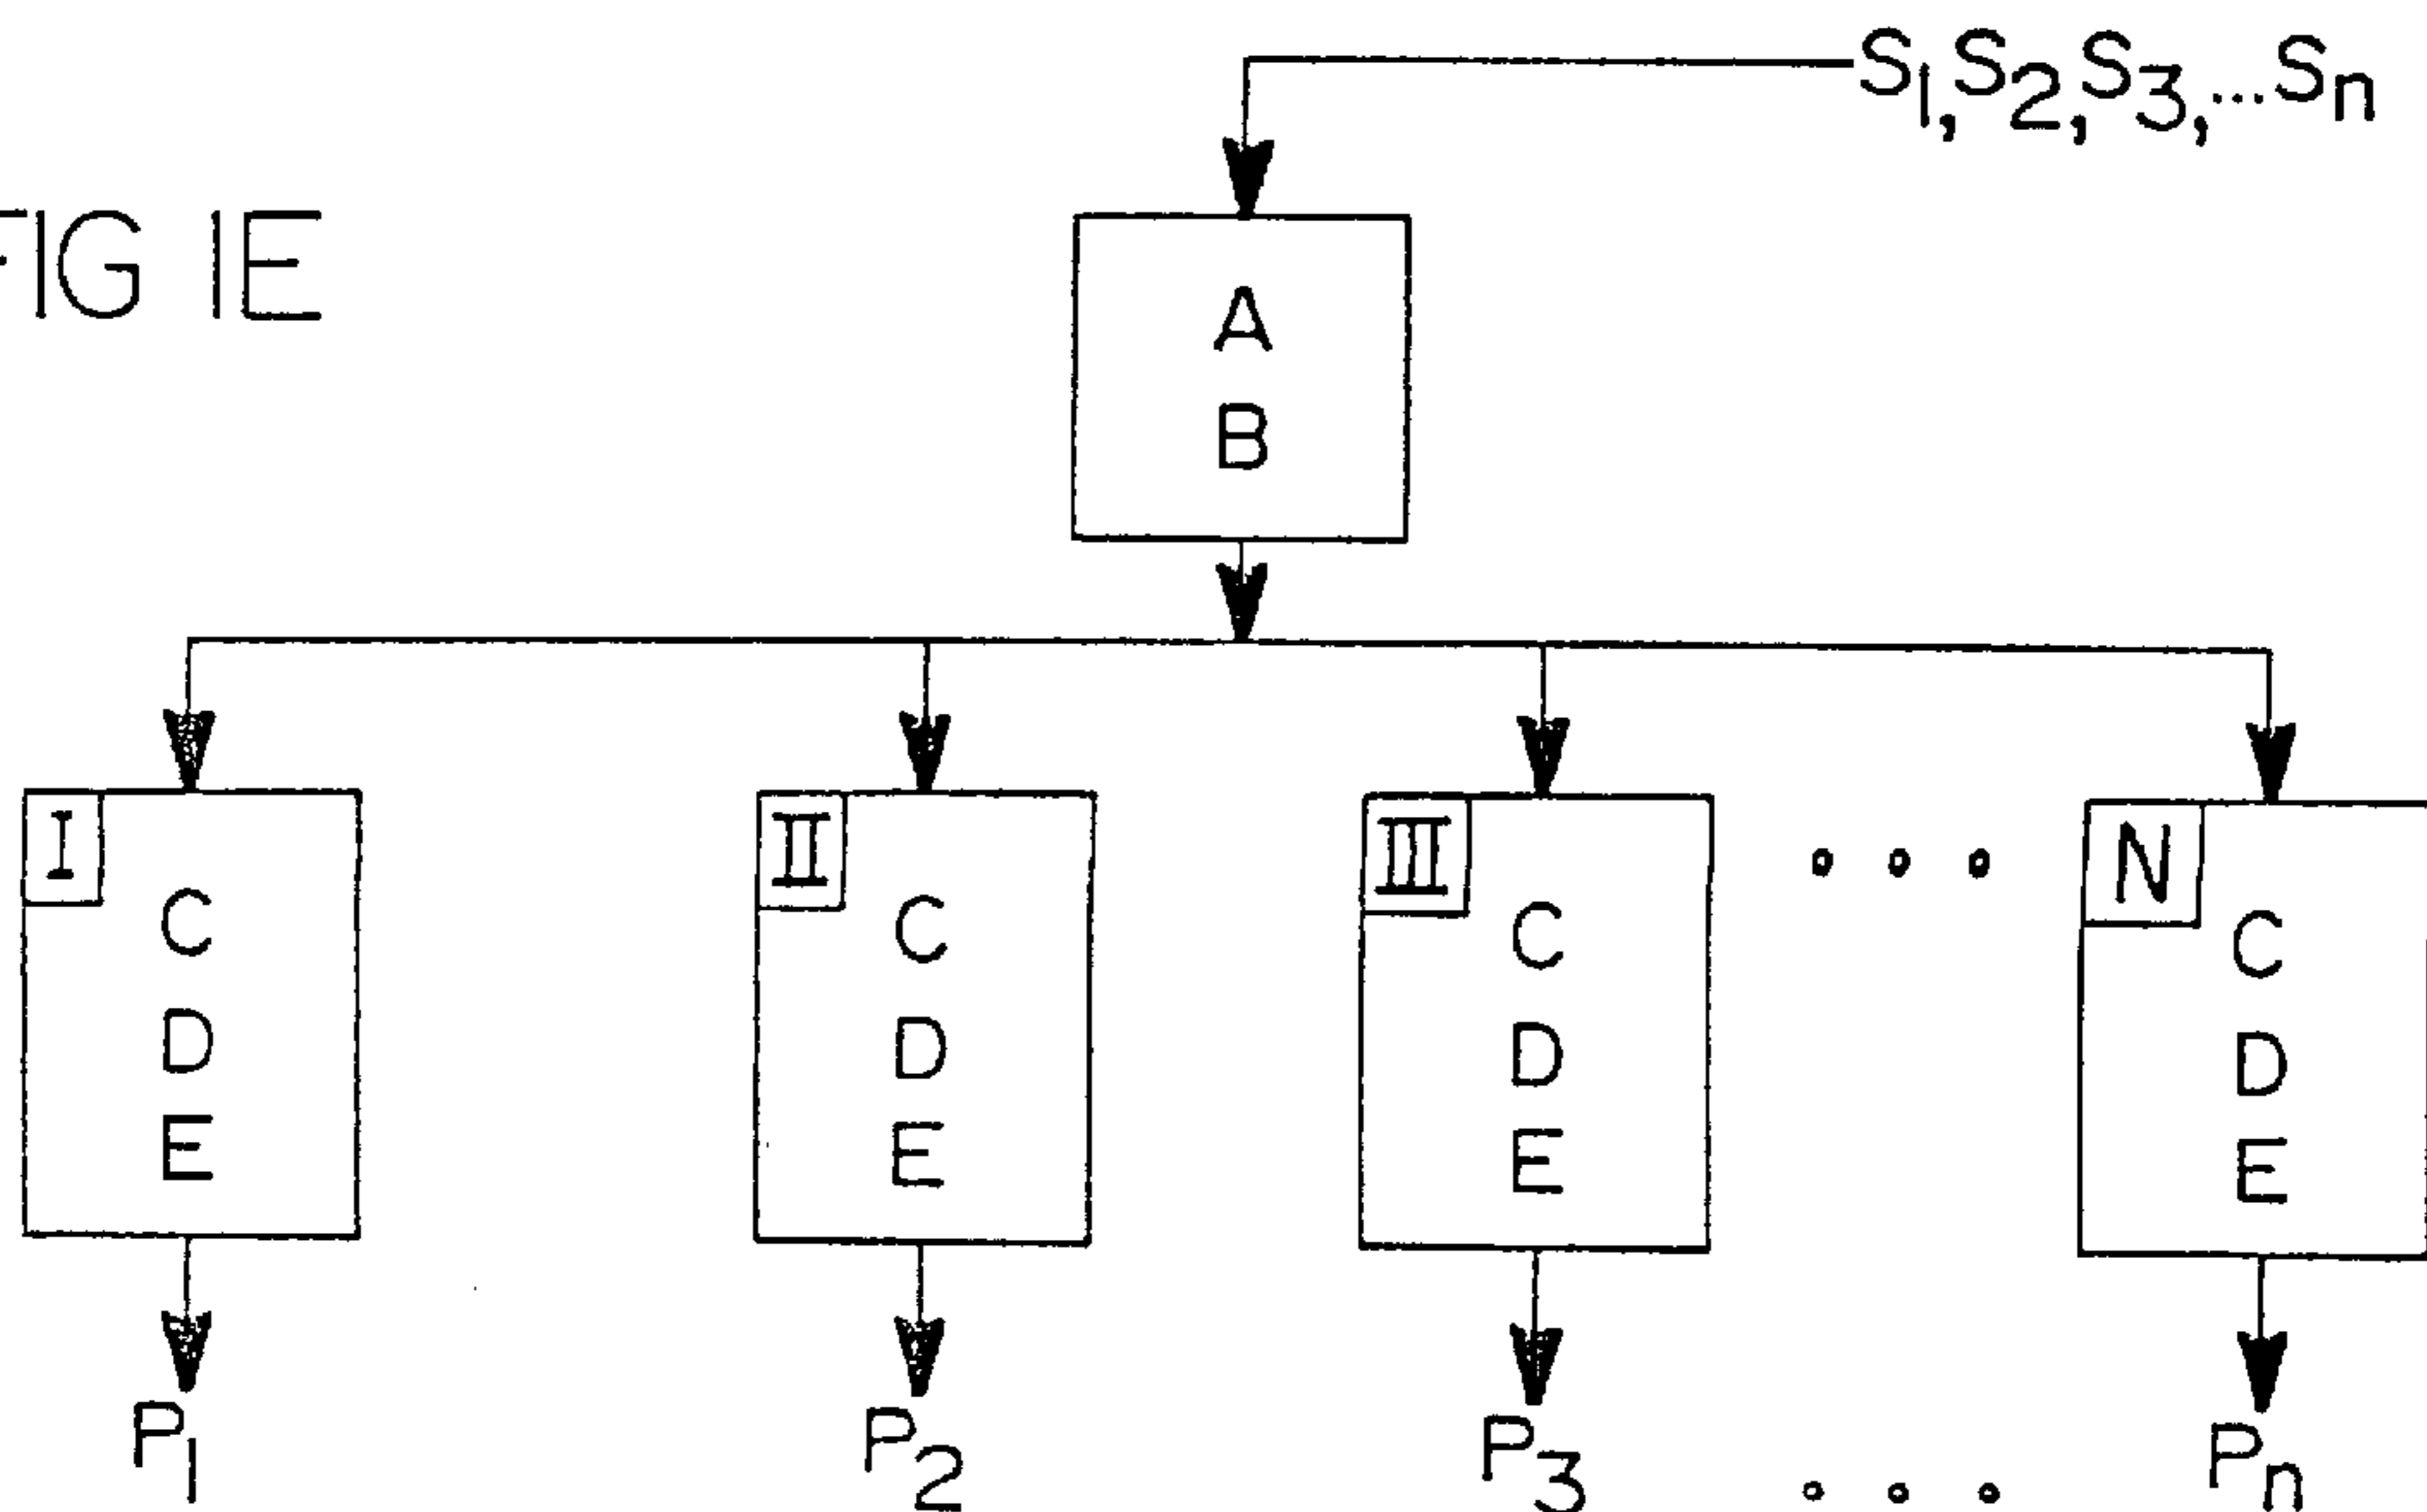 S1, S2, S3, ...Sn
FIG 1E
A
B
I
C
D
E
II
C
D
E
III
C
D
E
N
C
D
E
P1
P2
P3
Pn